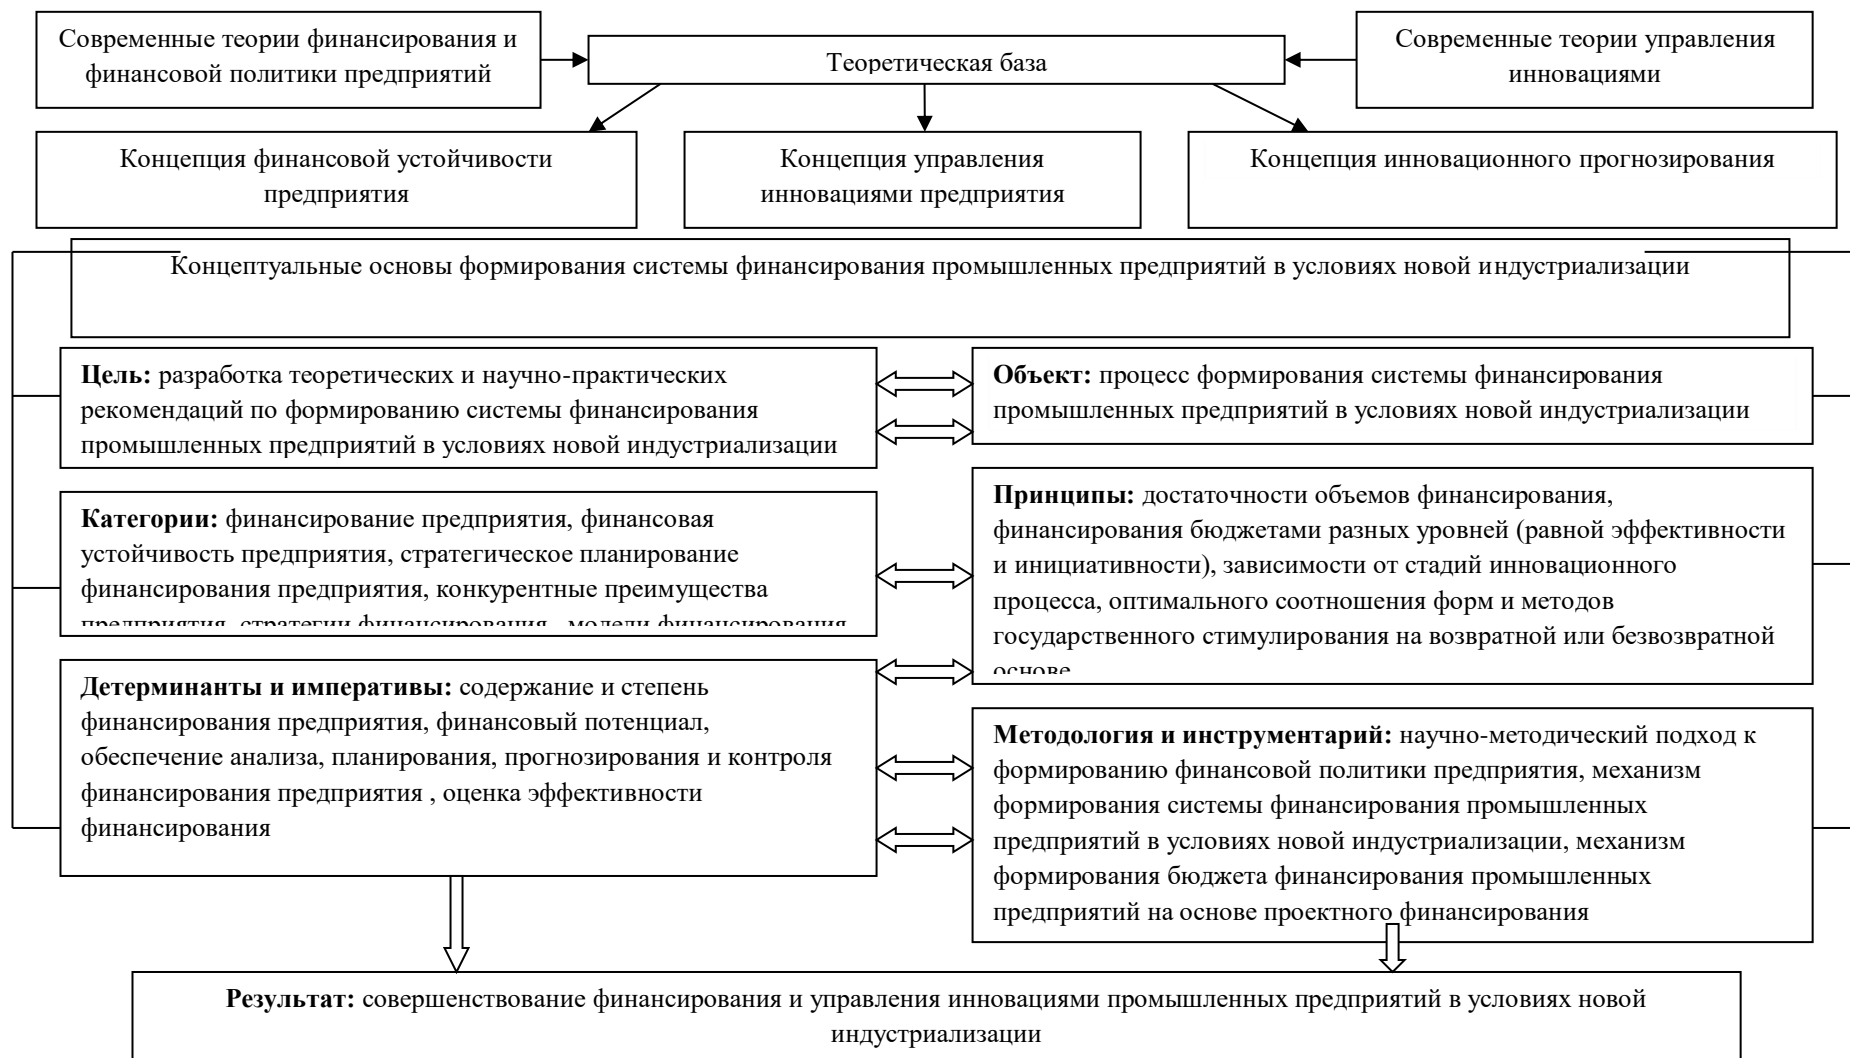 Современные теории финансирования и
финансовой политики предприятий
Теоретическая база
Современные теории управления
инновациями
Концепция финансовой устойчивости
предприятия
Концепция управления
инновациями предприятия
Концепция инновационного прогнозирования
Концептуальные основы формирования системы финансирования промышленных предприятий в условиях новой индустриализации
Цель: разработка теоретических и научно-практических
рекомендаций по формированию системы финансирования
промышленных предприятий в условиях новой индустриализации
Объект: процесс формирования системы финансирования
промышленных предприятий в условиях новой индустриализации
Категории: финансирование предприятия, финансовая
устойчивость предприятия, стратегическое планирование
финансирования предприятия, конкурентные преимущества
предприятия, стратегии финансирования , модели финансирования
Принципы: достаточности объемов финансирования,
финансирования бюджетами разных уровней (равной эффективности
и инициативности), зависимости от стадий инновационного
процесса, оптимального соотношения форм и методов
государственного стимулирования на возвратной или безвозвратной
основе
Детерминанты и императивы: содержание и степень
финансирования предприятия, финансовый потенциал,
обеспечение анализа, планирования, прогнозирования и контроля
финансирования предприятия , оценка эффективности
финансирования
Методология и инструментарий: научно-методический подход к
формированию финансовой политики предприятия, механизм
формирования системы финансирования промышленных
предприятий в условиях новой индустриализации, механизм
формирования бюджета финансирования промышленных
предприятий на основе проектного финансирования
Результат: совершенствование финансирования и управления инновациями промышленных предприятий в условиях новой
индустриализации